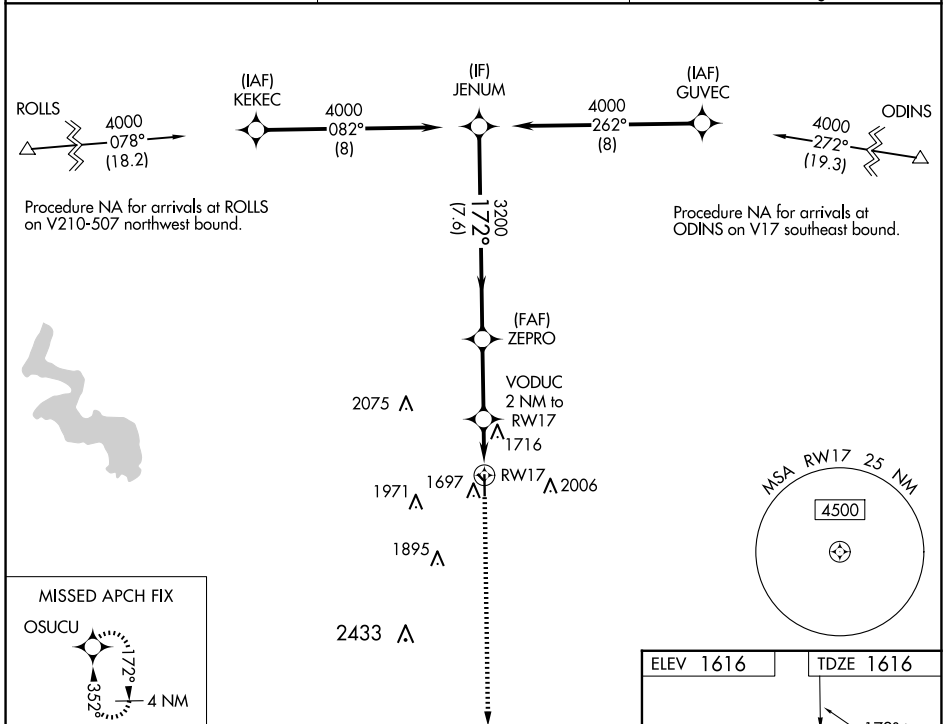 (IAF)
KEKEC
(IF)
JENUM
(IAF)
GUVEC
ROLLS
4000
078°
(18.2)
4000
082°
(8)
4000
262°
(8)
4000
272°
(19.3)
ODINS
Procedure NA for arrivals at ROLLS
on V210-507 northwest bound.
Procedure NA for arrivals at
ODINS on V17 southeast bound.
3200
172°
(7.6)
(FAF)
ZEPRO
VODUC
2 NM to
RW17
2075
1716
RW17
1697
2006
1971
1895
2433
MSA RW17 25 NM
4500
MISSED APCH FIX
OSUCU
172°
352°
4 NM
ELEV 1616
TDZE 1616